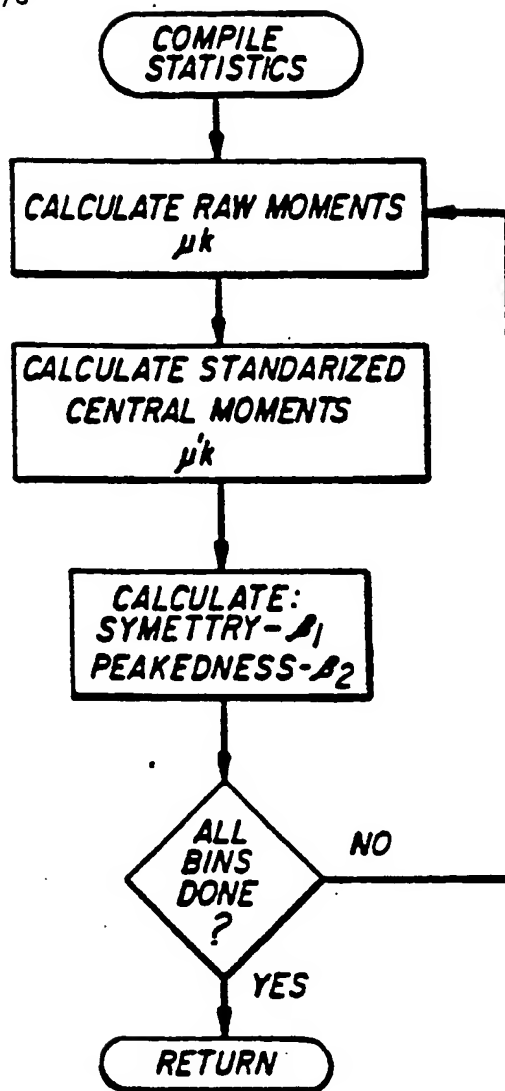 COMPILE
STATISTICS
CALCULATE RAW MOMENTS
μk
CALCULATE STANDARIZED
CENTRAL MOMENTS
μ'k
CALCULATE:
SYMETTRY-β1
PEAKEDNESS-β2
ALL
BINS
DONE
?
NO
YES
RETURN